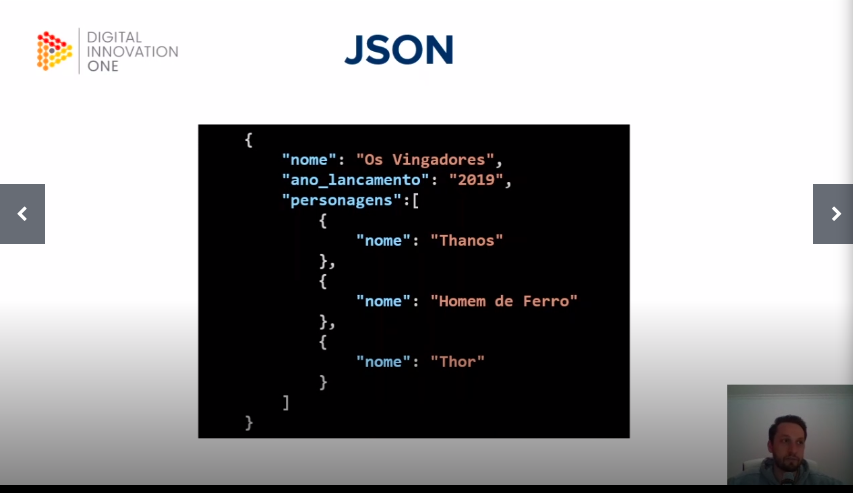 DIGITAL
INNOVATION
ONE
JSON
{
"nome": "Os Vingadores",
"ano_lancamento": "2019",
"personagens":[
{
"nome": "Thanos"
},
{
"nome": "Homem de Ferro"
},
{
"nome": "Thor"
}
]
}